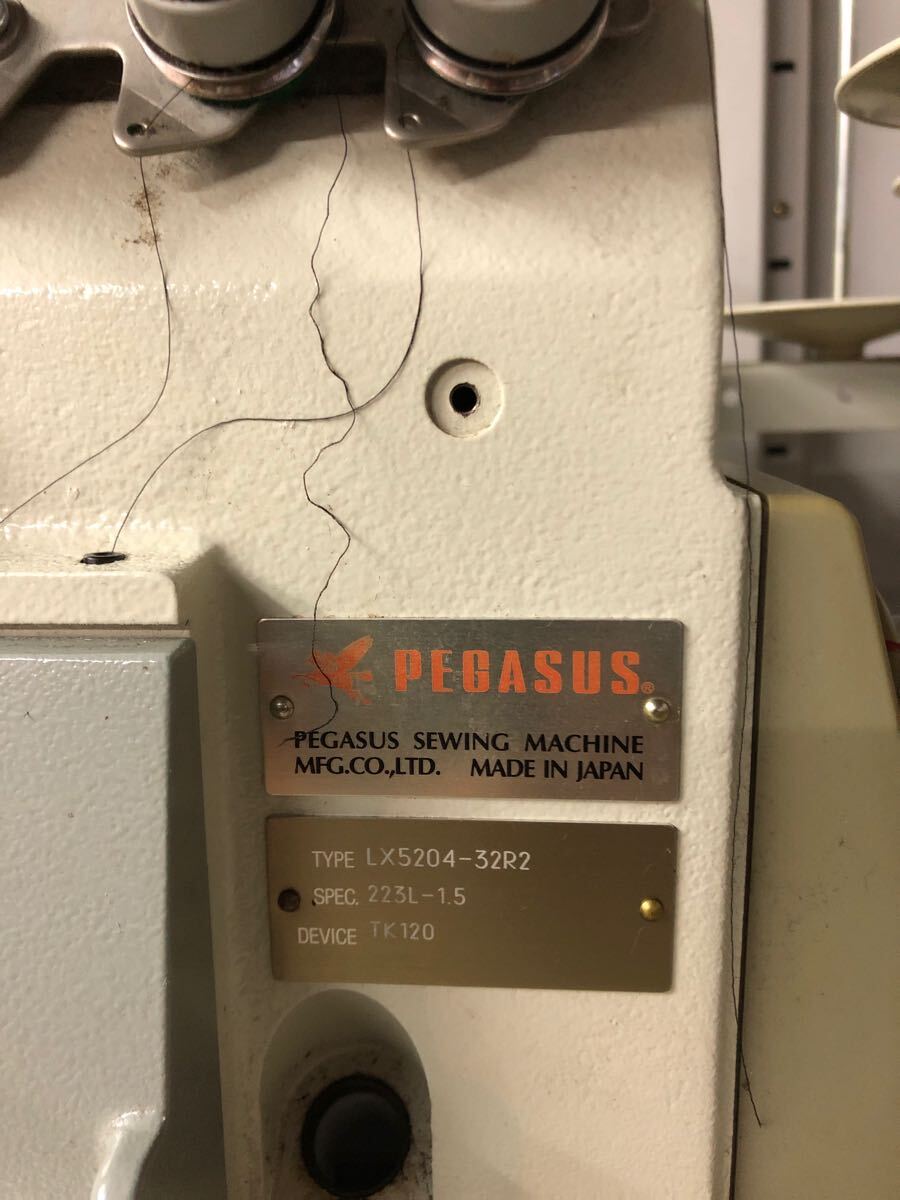 PEGASUS®
PEGASUS SEWING MACHINE
MFG.CO.,LTD. MADE IN JAPAN
TYPE LX5204-32R2
SPEC. 223L-1.5
DEVICE TK120